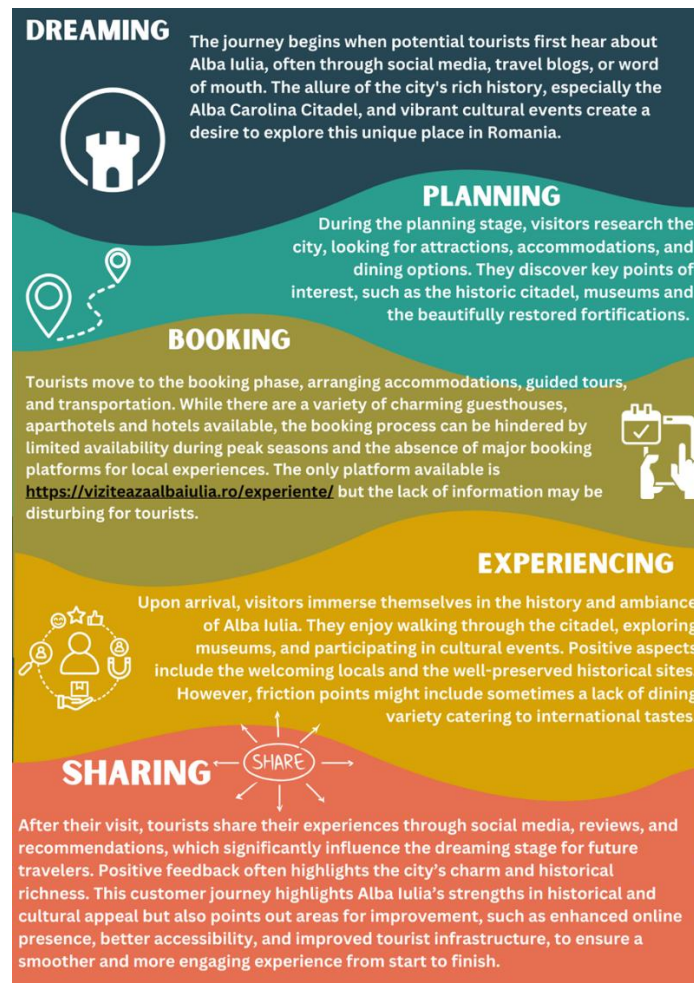 DREAMING
The journey begins when potential tourists first hear about
Alba Iulia, often through social media, travel blogs, or word
of mouth. The allure of the city's rich history, especially the
Alba Carolina Citadel, and vibrant cultural events create a
desire to explore this unique place in Romania.
PLANNING
During the planning stage, visitors research the
city, looking for attractions, accommodations, and
dining options. They discover key points of
interest, such as the historic citadel, museums and
the beautifully restored fortifications.
BOOKING
Tourists move to the booking phase, arranging accommodations, guided tours,
and transportation. While there are a variety of charming guesthouses,
aparthotels and hotels available, the booking process can be hindered by
limited availability during peak seasons and the absence of major booking
platforms for local experiences. The only platform available is
https://viziteazaalbaiulia.ro/experiente/ but the lack of information may be
disturbing for tourists.
EXPERIENCING
Upon arrival, visitors immerse themselves in the history and ambiance
of Alba Iulia. They enjoy walking through the citadel, exploring
museums, and participating in cultural events. Positive aspects
include the welcoming locals and the well-preserved historical sites.
However, friction points might include sometimes a lack of dining
variety catering to international tastes
SHARING
SHARE
After their visit, tourists share their experiences through social media, reviews, and
recommendations, which significantly influence the dreaming stage for future
travelers. Positive feedback often highlights the city's charm and historical
richness. This customer journey highlights Alba Iulia's strengths in historical and
cultural appeal but also points out areas for improvement, such as enhanced online
presence, better accessibility, and improved tourist infrastructure, to ensure a
smoother and more engaging experience from start to finish.